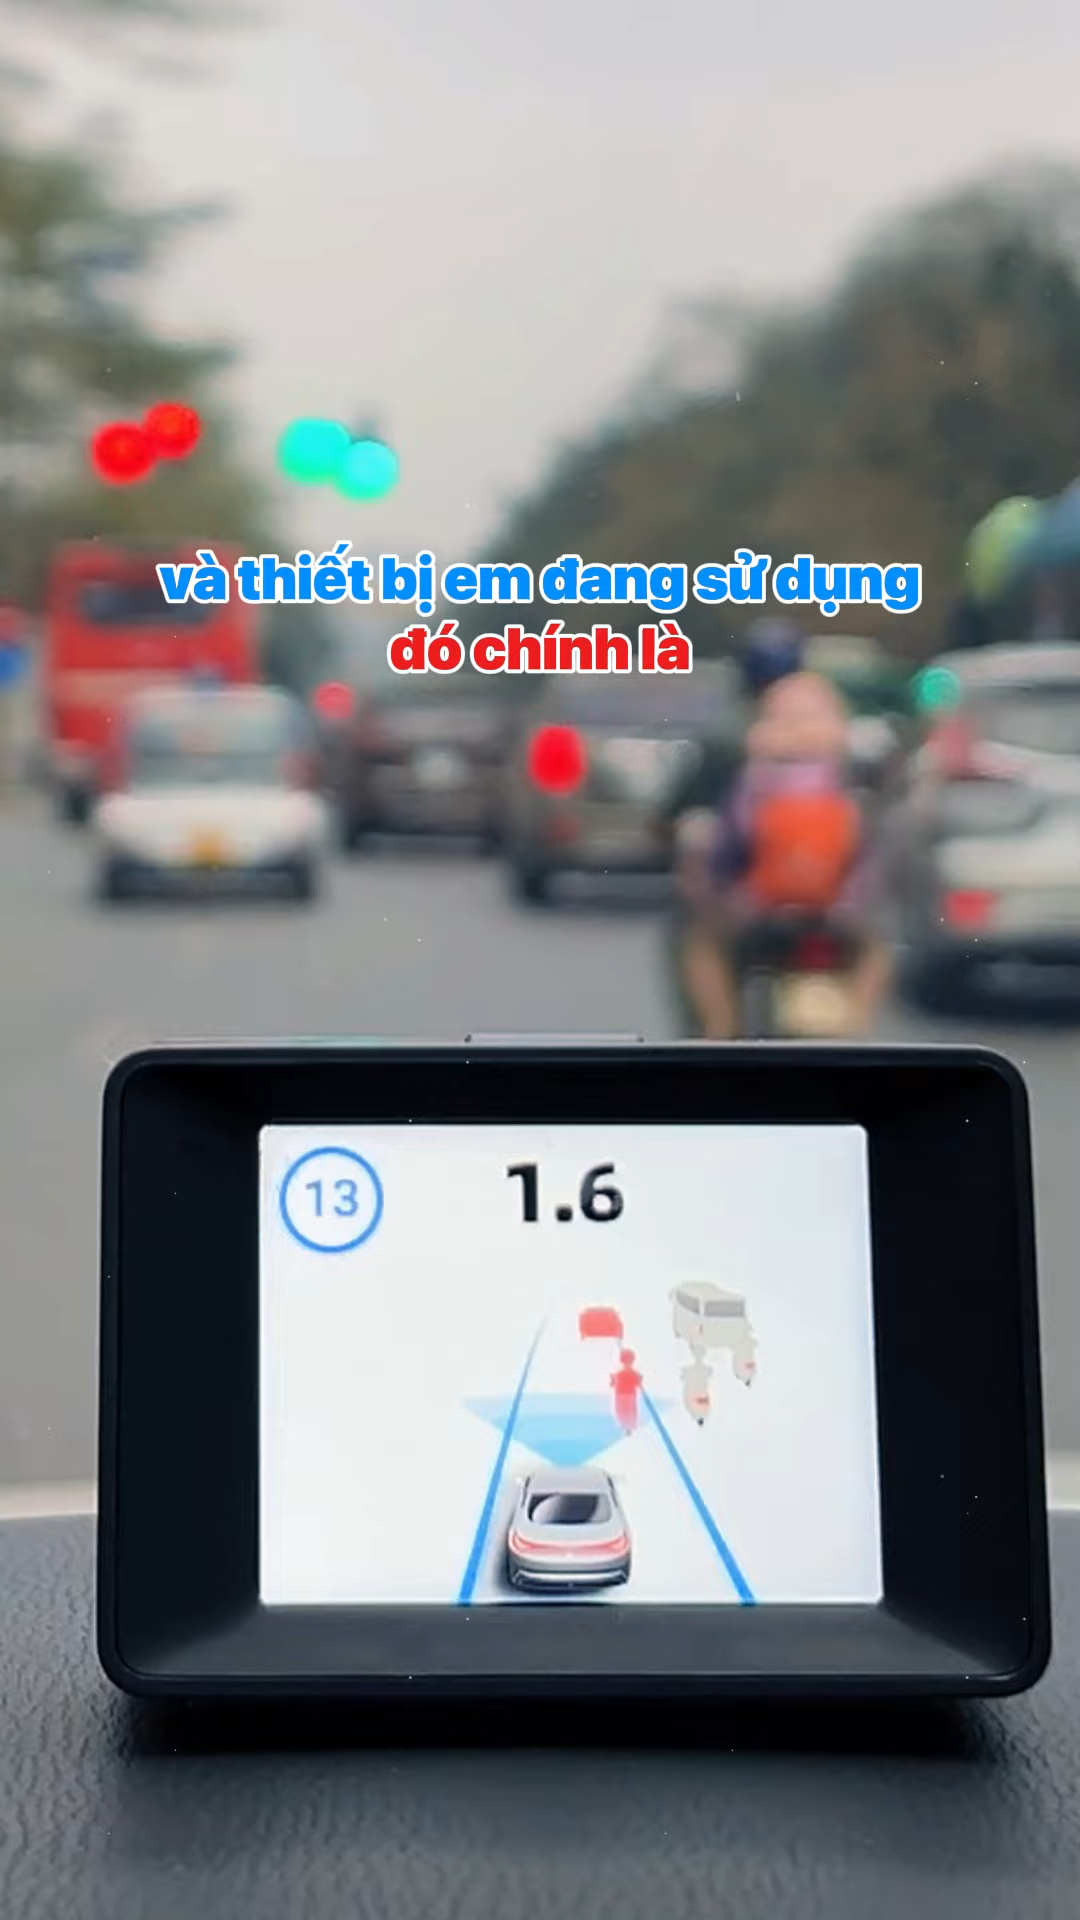 và thiết bị em đang sử dụng
đó chính là
13
1.6